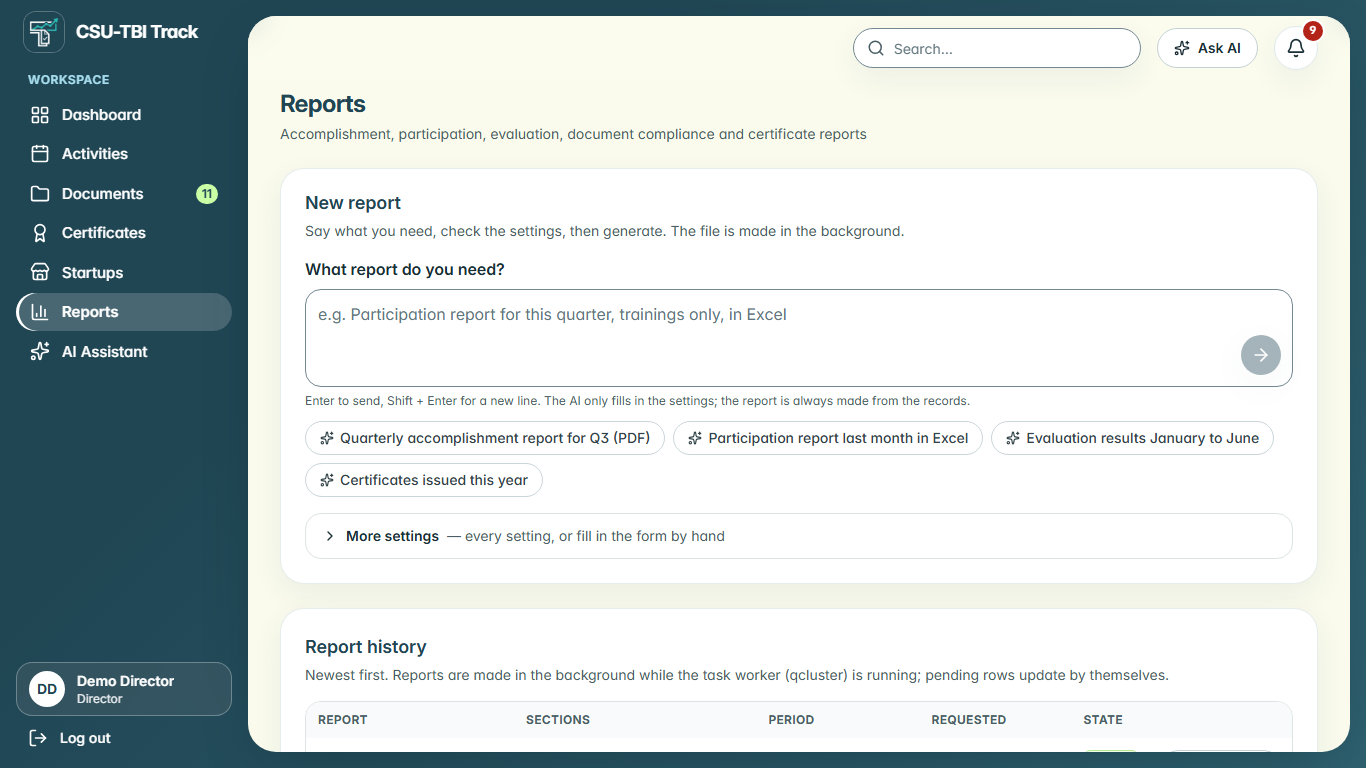 CSU-TBI Track
WORKSPACE
Dashboard
Activities
Documents 11
Certificates
Startups
Reports
AI Assistant
DD
Demo Director
Director
Log out
Search...
Ask AI
9
Reports
Accomplishment, participation, evaluation, document compliance and certificate reports
New report
Say what you need, check the settings, then generate. The file is made in the background.
What report do you need?
e.g. Participation report for this quarter, trainings only, in Excel
Enter to send, Shift + Enter for a new line. The AI only fills in the settings; the report is always made from the records.
Quarterly accomplishment report for Q3 (PDF) Participation report last month in Excel Evaluation results January to June
Certificates issued this year
More settings — every setting, or fill in the form by hand
Report history
Newest first. Reports are made in the background while the task worker (qcluster) is running; pending rows update by themselves.
REPORT SECTIONS PERIOD REQUESTED STATE